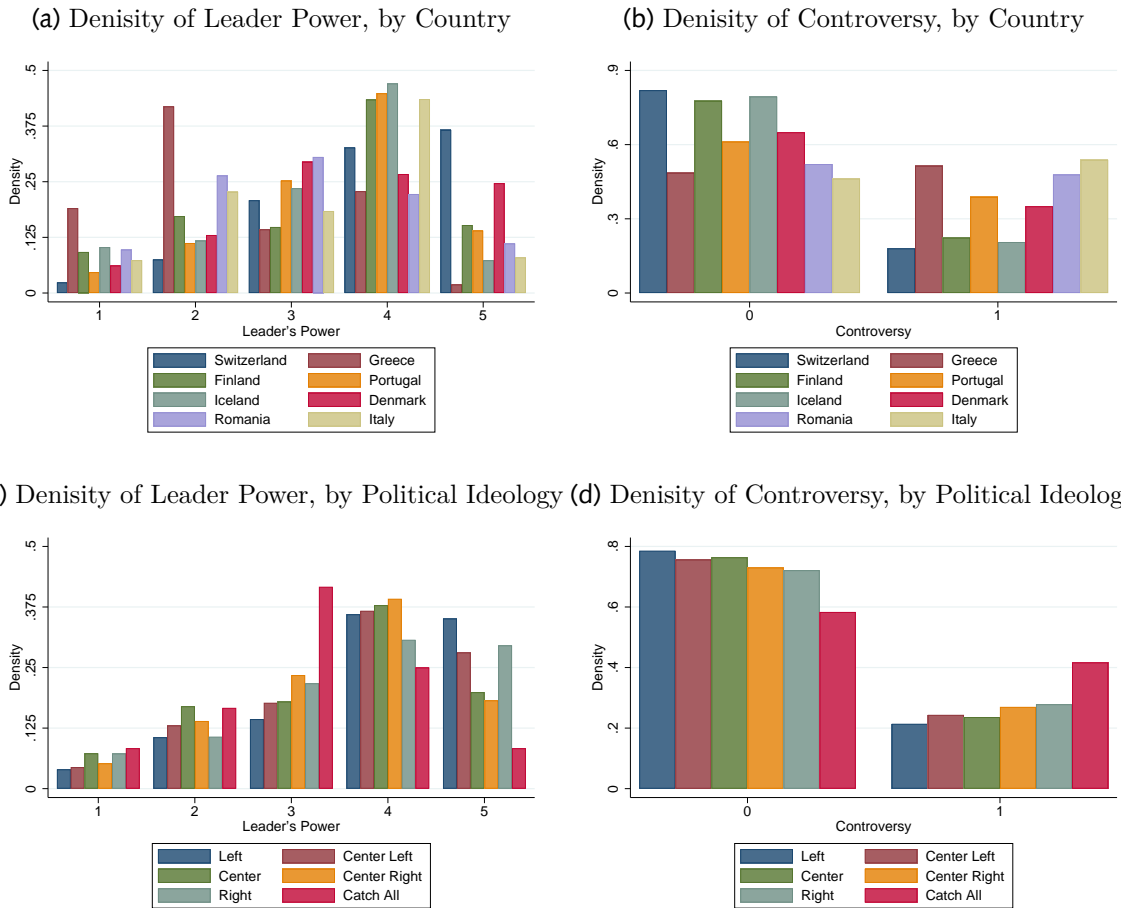 (a) Denisity of Leader Power, by Country
(b) Denisity of Controversy, by Country
Density
0 .125 .25 .375 .5
1 2 3 4 5
Leader's Power
Switzerland Greece
Finland Portugal
Iceland Denmark
Romania Italy
Density
0 .3 .6 .9
0 1
Controversy
Switzerland Greece
Finland Portugal
Iceland Denmark
Romania Italy
) Denisity of Leader Power, by Political Ideology
(d) Denisity of Controversy, by Political Ideolog
Density
0 .125 .25 .375 .5
1 2 3 4 5
Leader's Power
Left Center Left
Center Center Right
Right Catch All
Density
0 .2 .4 .6 .8
0 1
Controversy
Left Center Left
Center Center Right
Right Catch All